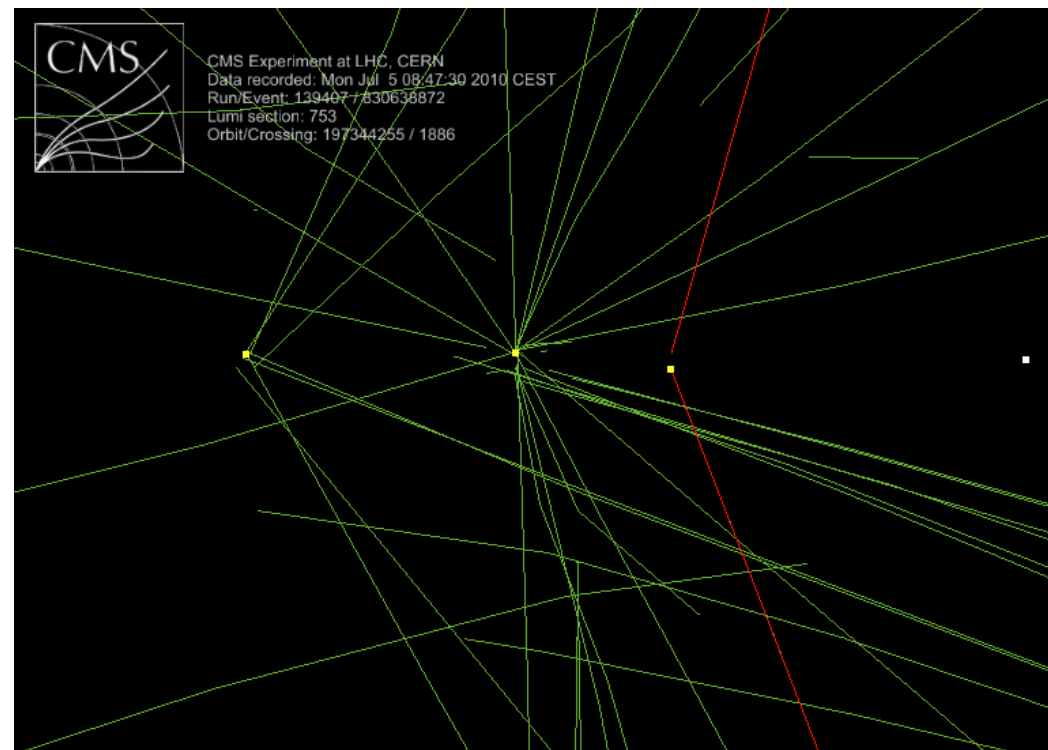 CMS
CMS Experiment at LHC, CERN
Data recorded: Mon Jul 5 08:47:30 2010 CEST
Run/Event: 139407 / 830638872
Lumi section: 753
Orbit/Crossing: 197344255 / 1886